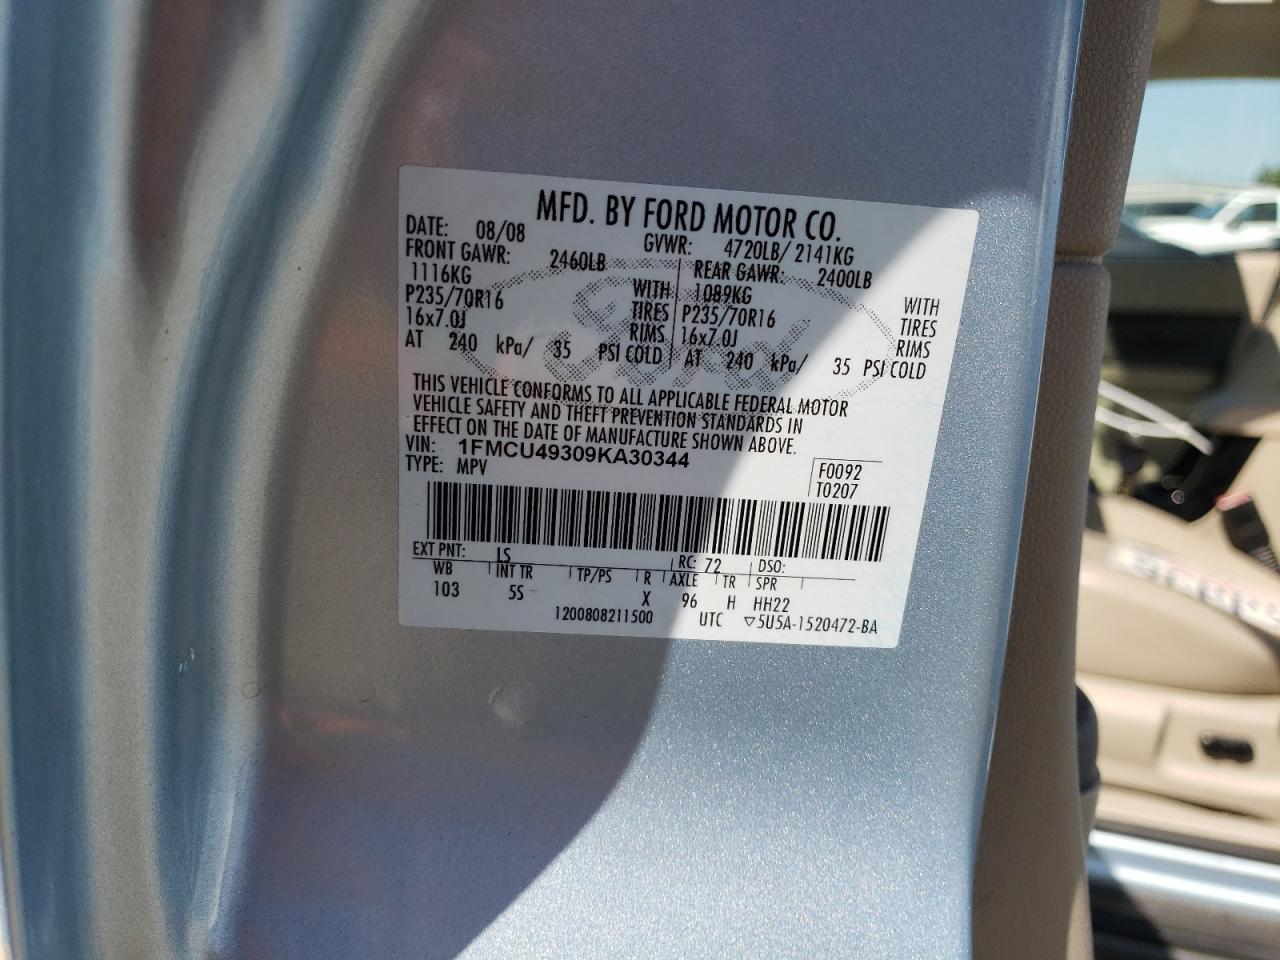 MFD. BY FORD MOTOR CO.
DATE: 08/08 GVWR: 4720LB/ 2141KG
FRONT GAWR: 2460LB REAR GAWR: 2400LB
1116KG WITH 1089KG WITH
P235/70R16 TIRES P235/70R16 TIRES
16x7.0J RIMS 16x7.0J RIMS
AT 240 kPa/ 35 PSI COLD AT 240 kPa/ 35 PSI COLD
THIS VEHICLE CONFORMS TO ALL APPLICABLE FEDERAL MOTOR
VEHICLE SAFETY AND THEFT PREVENTION STANDARDS IN
EFFECT ON THE DATE OF MANUFACTURE SHOWN ABOVE.
VIN: 1FMCU49309KA30344
TYPE: MPV F0092
T0207
EXT PNT: LS RC: 72 DSO:
WB INT TR TP/PS R AXLE TR SPR
103 5S X 96 H HH22
1200808211500 UTC ▽5U5A-1520472-BA